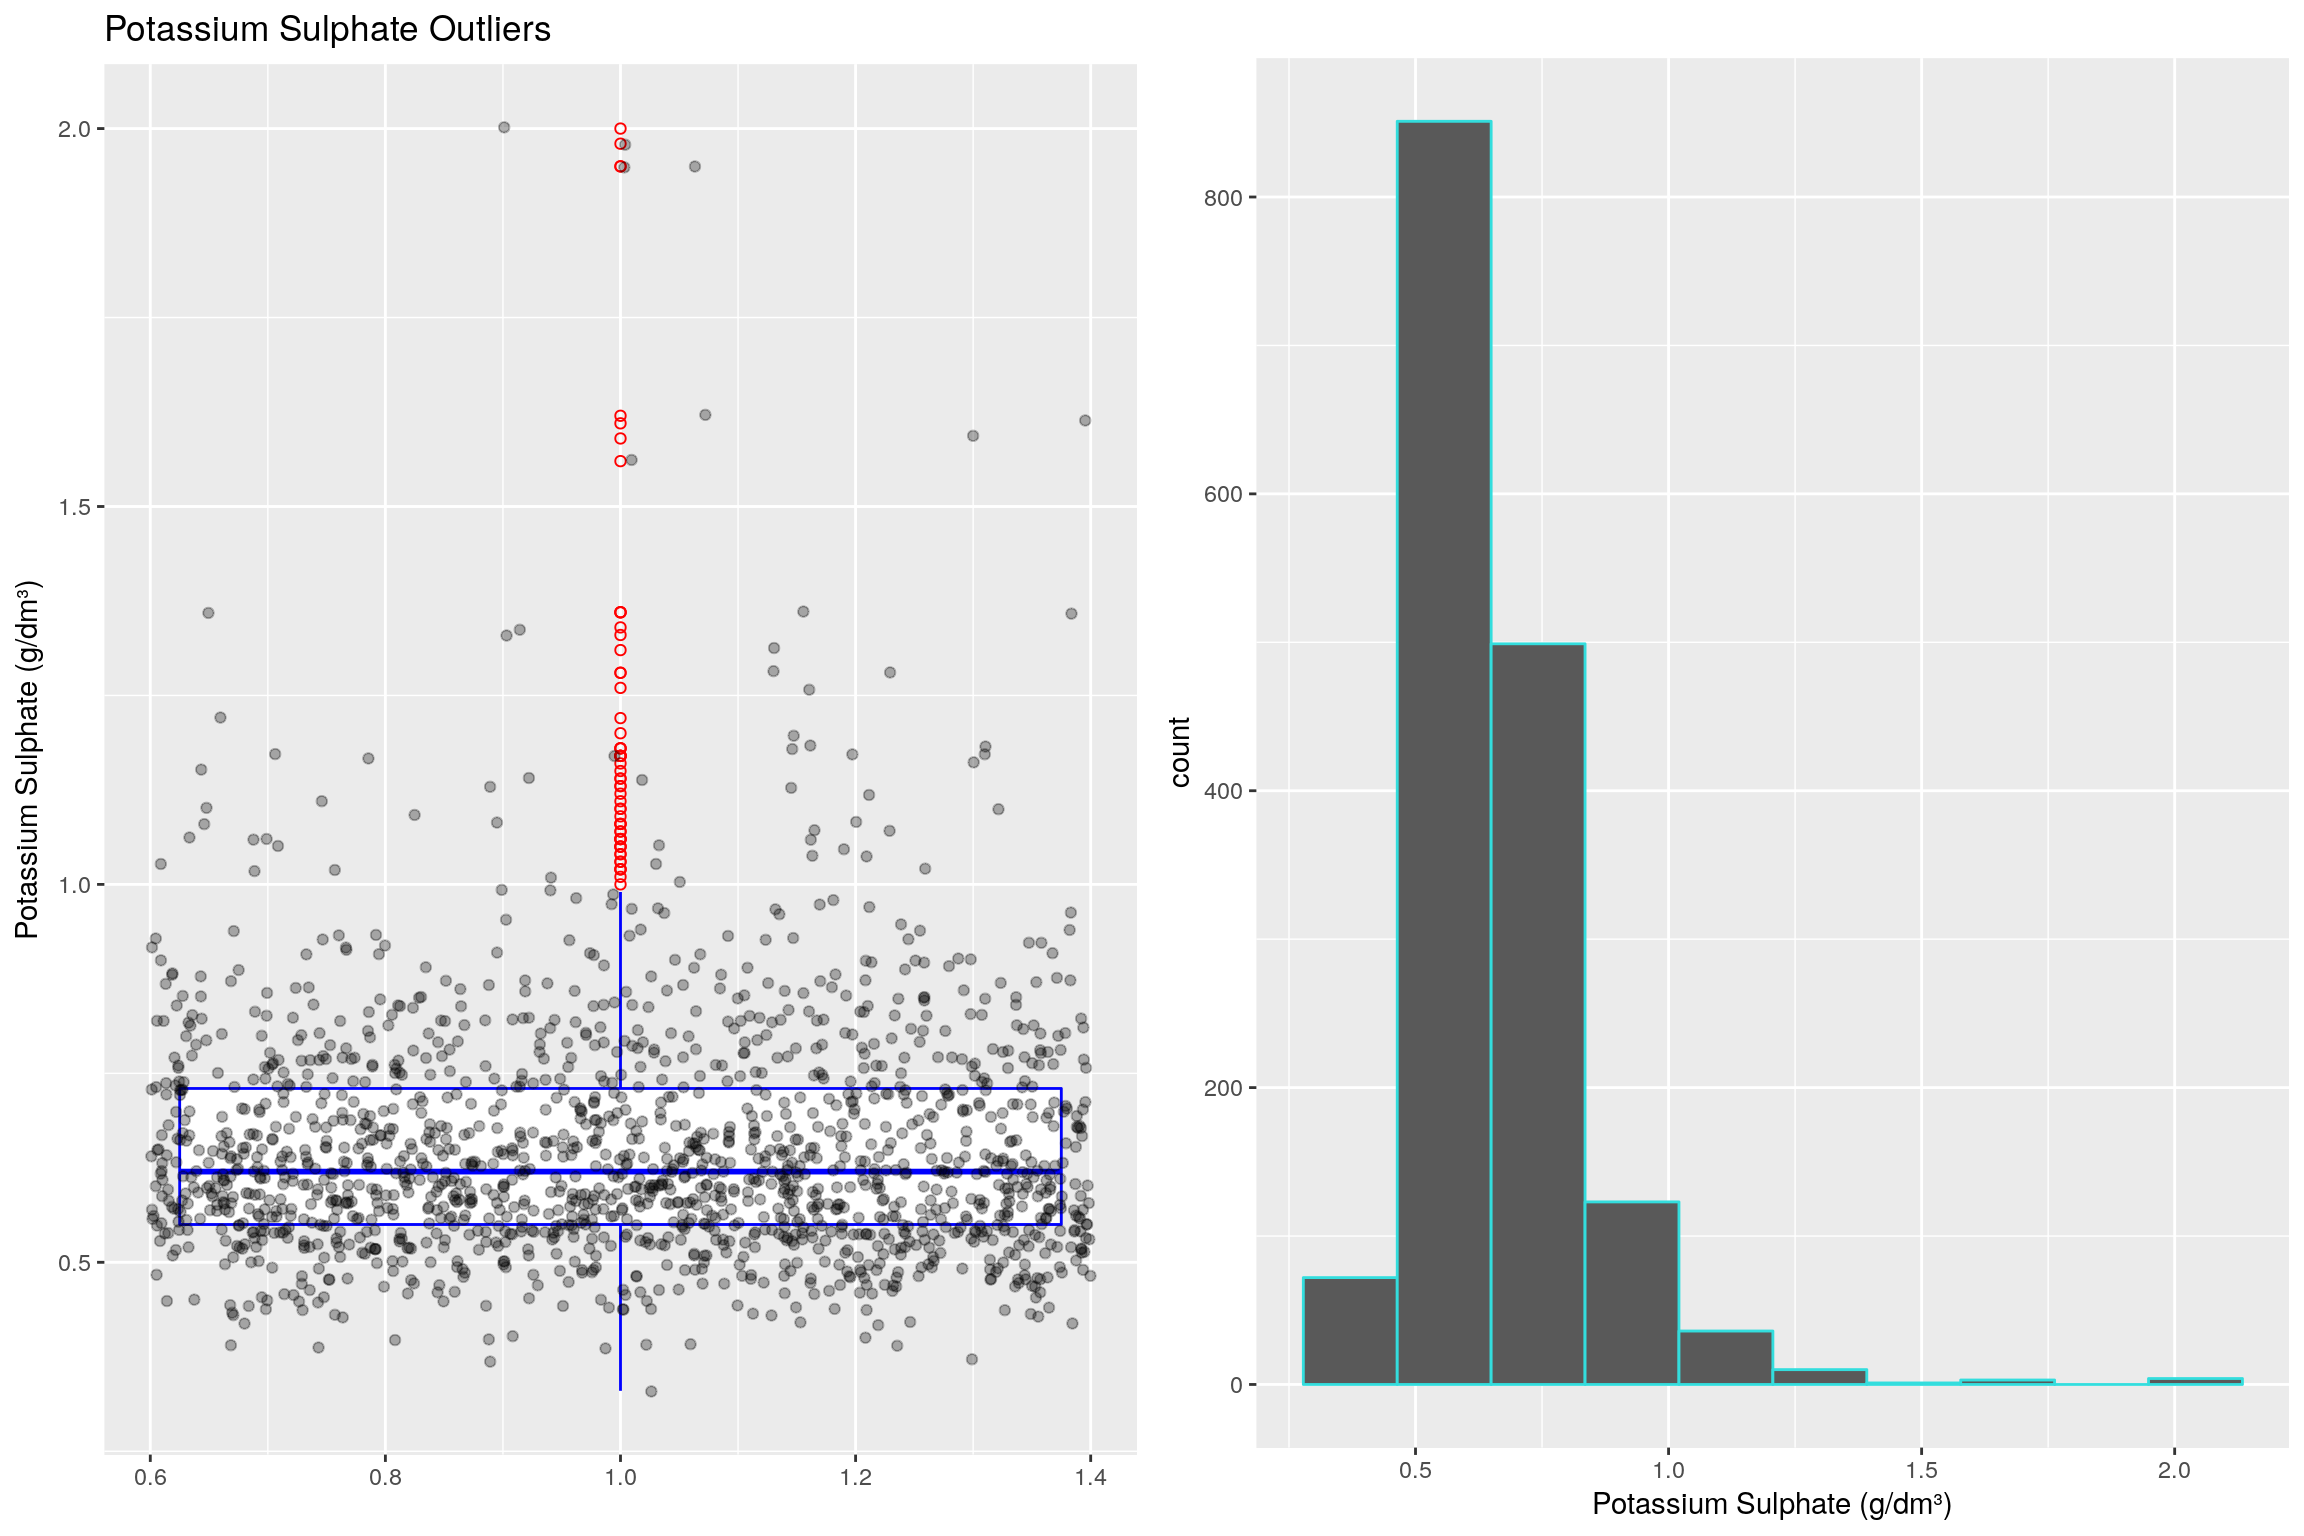 Potassium Sulphate Outliers
Potassium Sulphate (g/dm³)
2.0
1.5
1.0
0.5
0.6 0.8 1.0 1.2 1.4
count
800
600
400
200
0
0.5 1.0 1.5 2.0
Potassium Sulphate (g/dm³)